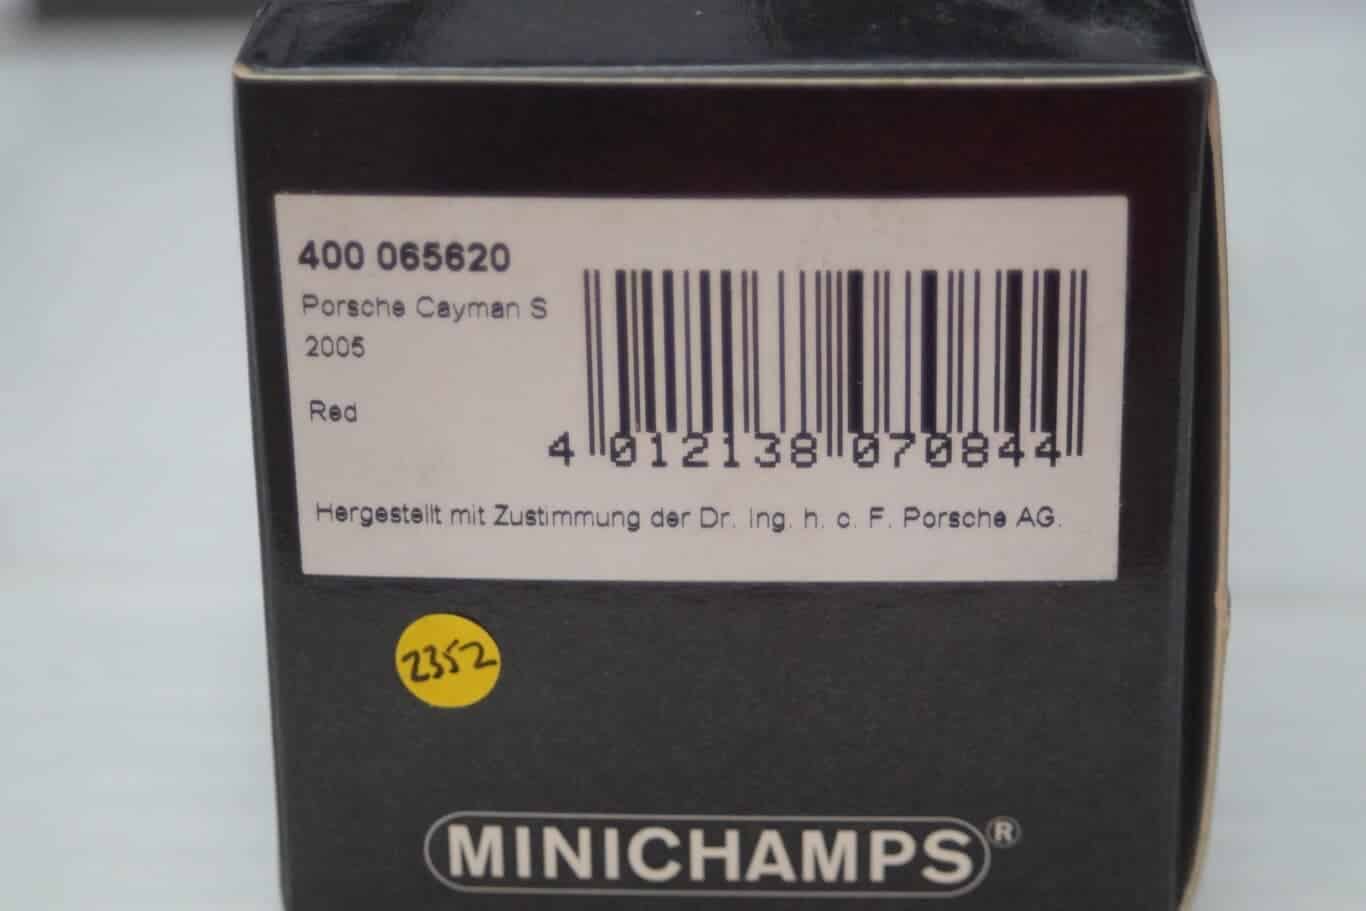 400 065620
Porsche Cayman S
2005
Red
4 012138 070844
Hergestellt mit Zustimmung der Dr. Ing. h. c. F. Porsche AG.
2352
MINICHAMPS®